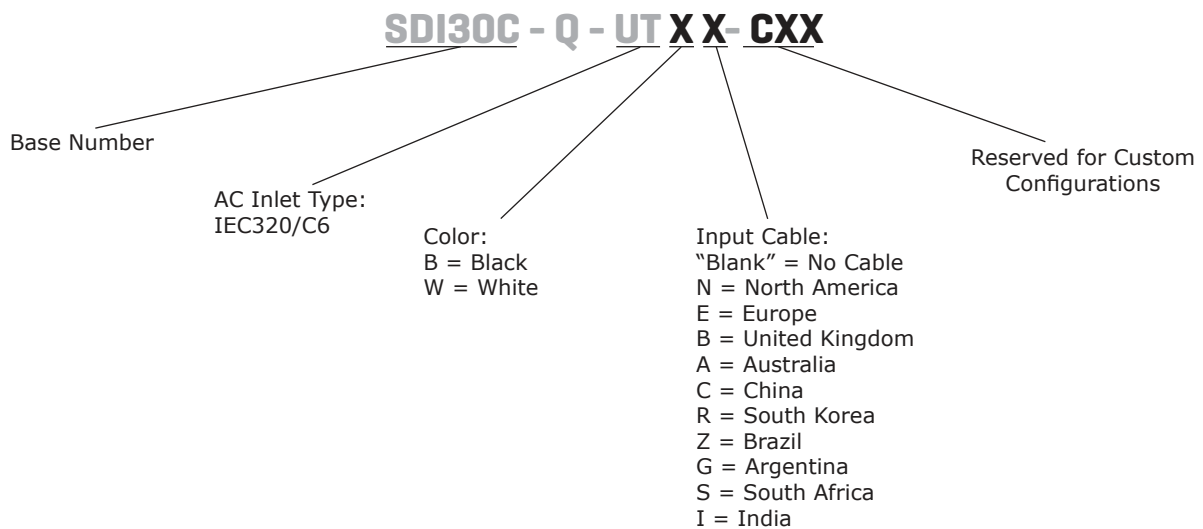 SDI30C - Q - UT X X- CXX
Base Number
AC Inlet Type:
IEC320/C6
Color:
B = Black
W = White
Input Cable:
“Blank” = No Cable
N = North America
E = Europe
B = United Kingdom
A = Australia
C = China
R = South Korea
Z = Brazil
G = Argentina
S = South Africa
I = India
Reserved for Custom
Configurations